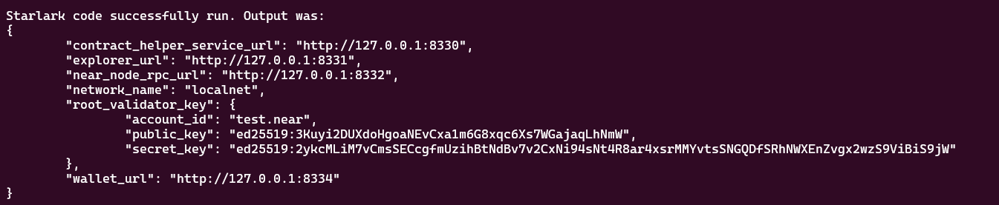 Starlark code successfully run. Output was:
{
        "contract_helper_service_url": "http://127.0.0.1:8330",
        "explorer_url": "http://127.0.0.1:8331",
        "near_node_rpc_url": "http://127.0.0.1:8332",
        "network_name": "localnet",
        "root_validator_key": {
                "account_id": "test.near",
                "public_key": "ed25519:3Kuyi2DUXdoHgoaNEvCxa1m6G8xqc6Xs7WGajaqLhNmW",
                "secret_key": "ed25519:2ykcMLiM7vCmsSECcgfmUzihBtNdBv7v2CxNi94sNt4R8ar4xsrMMYvtsSNGQDfSRhNWXEnZvgx2wzS9ViBiS9jW"
        },
        "wallet_url": "http://127.0.0.1:8334"
}